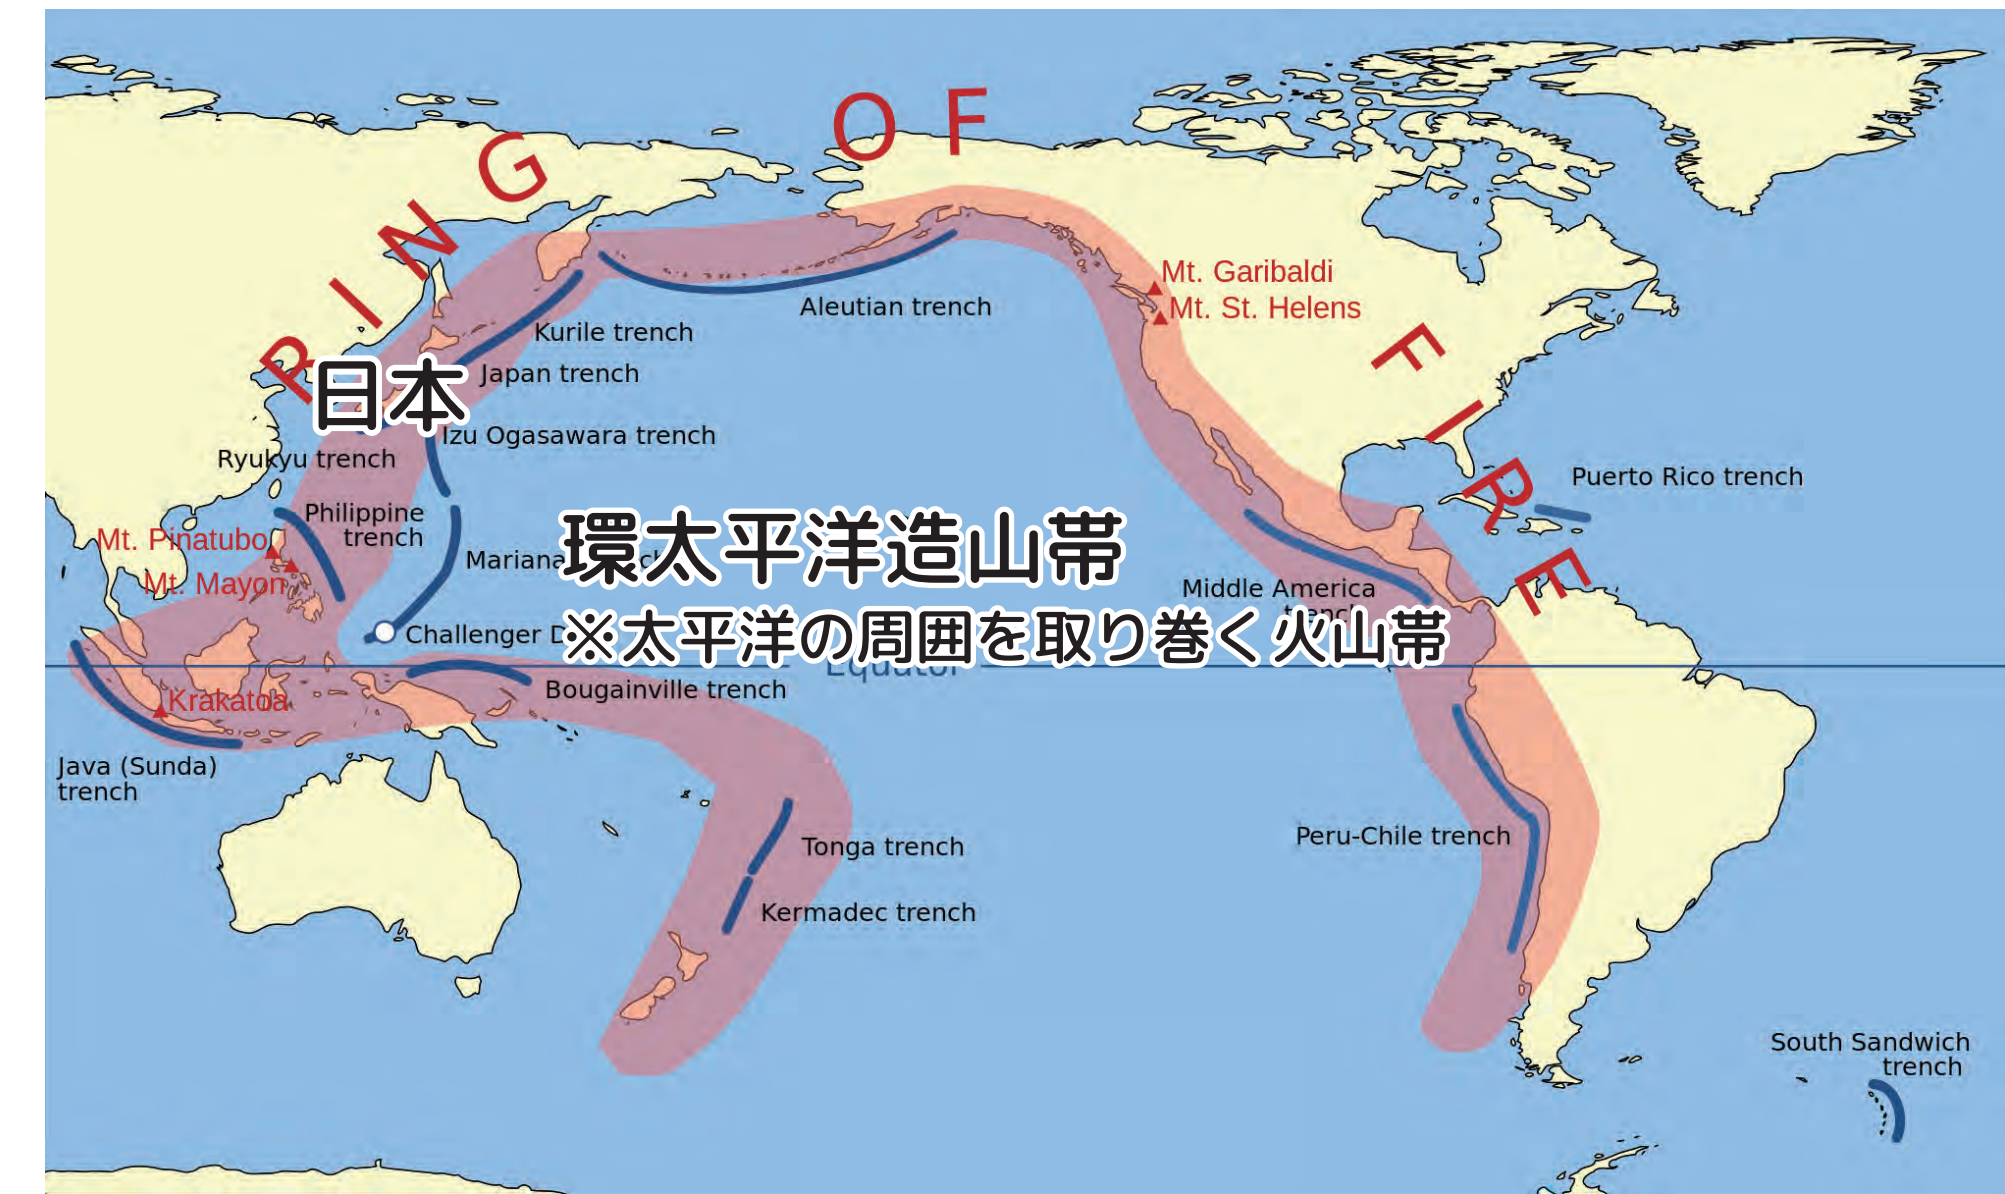 RING OF FIRE
Mt. Garibaldi
Mt. St. Helens
Aleutian trench
Kurile trench
Japan trench
日本
Izu Ogasawara trench
Ryukyu trench
Puerto Rico trench
Philippine
trench
Mt. Pinatubo
Mt. Mayon
Mariana
環太平洋造山帯
Middle America
trench
Challenger
※太平洋の周囲を取り巻く火山帯
Equator
Krakatoa
Bougainville trench
Java (Sunda)
trench
Tonga trench
Peru-Chile trench
Kermadec trench
South Sandwich
trench